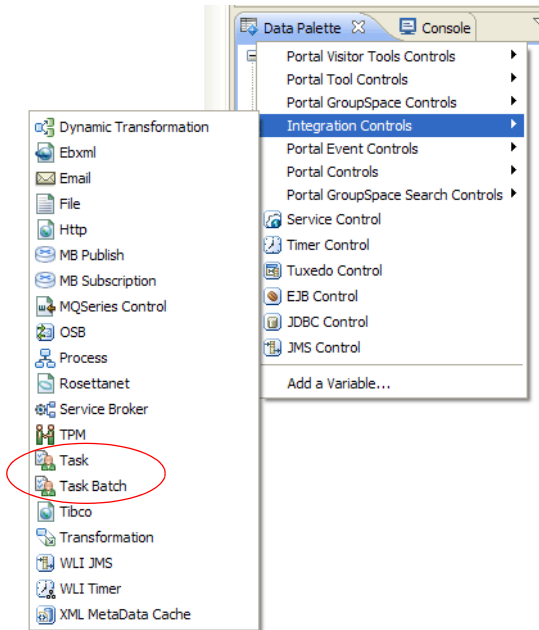 Data Palette
Console
Portal Visitor Tools Controls
Portal Tool Controls
Portal GroupSpace Controls
Integration Controls
Portal Event Controls
Portal Controls
Portal GroupSpace Search Controls
Service Control
Timer Control
Tuxedo Control
EJB Control
JDBC Control
JMS Control
Add a Variable...
Dynamic Transformation
Ebxml
Email
File
Http
MB Publish
MB Subscription
MQSeries Control
OSB
Process
Rosettanet
Service Broker
TPM
Task
Task Batch
Tibco
Transformation
WLI JMS
WLI Timer
XML MetaData Cache